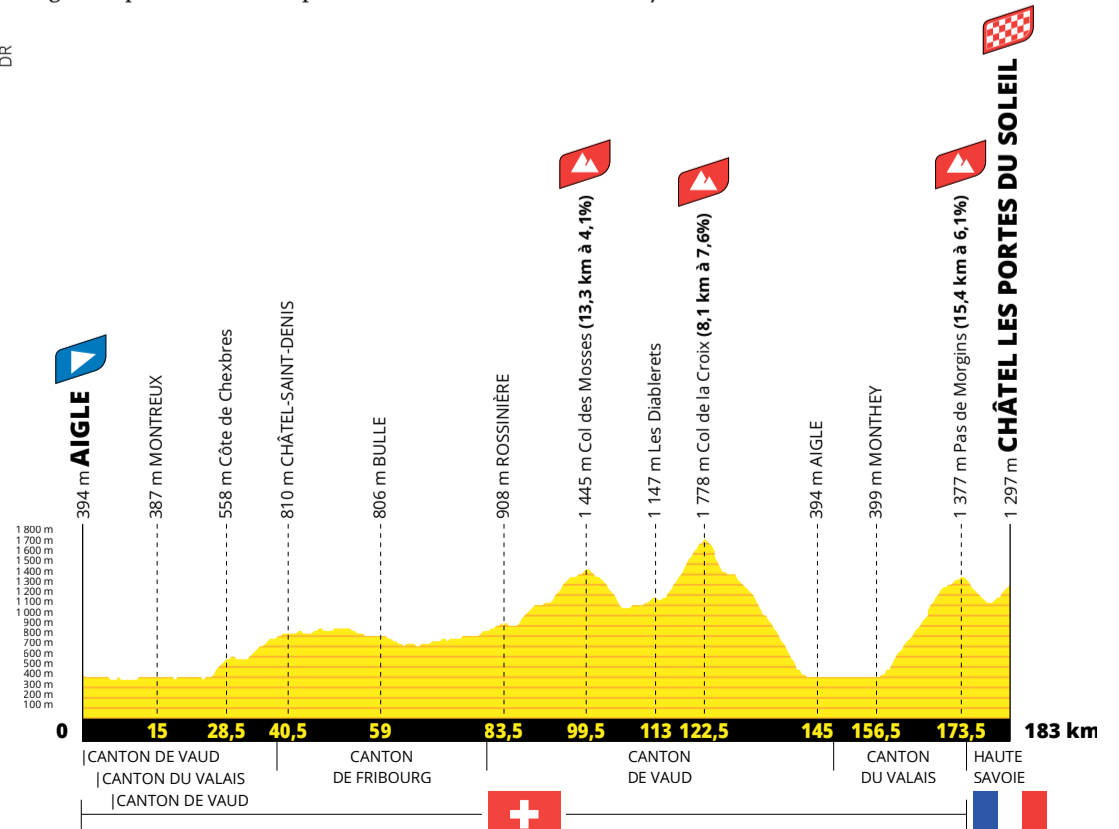 DR
394 m AIGLE
387 m MONTREUX
558 m Côte de Chexbres
810 m CHÂTEL-SAINT-DENIS
806 m BULLE
908 m ROSSINIÈRE
1 445 m Col des Mosses (13,3 km à 4,1%)
1 147 m Les Diablerets
1 778 m Col de la Croix (8,1 km à 7,6%)
394 m AIGLE
399 m MONTHEY
1 377 m Pas de Morgins (15,4 km à 6,1%)
1 297 m CHÂTEL LES PORTES DU SOLEIL
1 800 m
1 700 m
1 600 m
1 500 m
1 400 m
1 300 m
1 200 m
1 100 m
1 000 m
900 m
800 m
700 m
600 m
500 m
400 m
300 m
200 m
100 m
0 15 28,5 40,5 59 83,5 99,5 113 122,5 145 156,5 173,5 183 km
|CANTON DE VAUD
|CANTON DU VALAIS
|CANTON DE VAUD
CANTON
DE FRIBOURG
CANTON
DE VAUD
CANTON
DU VALAIS
HAUTE
SAVOIE